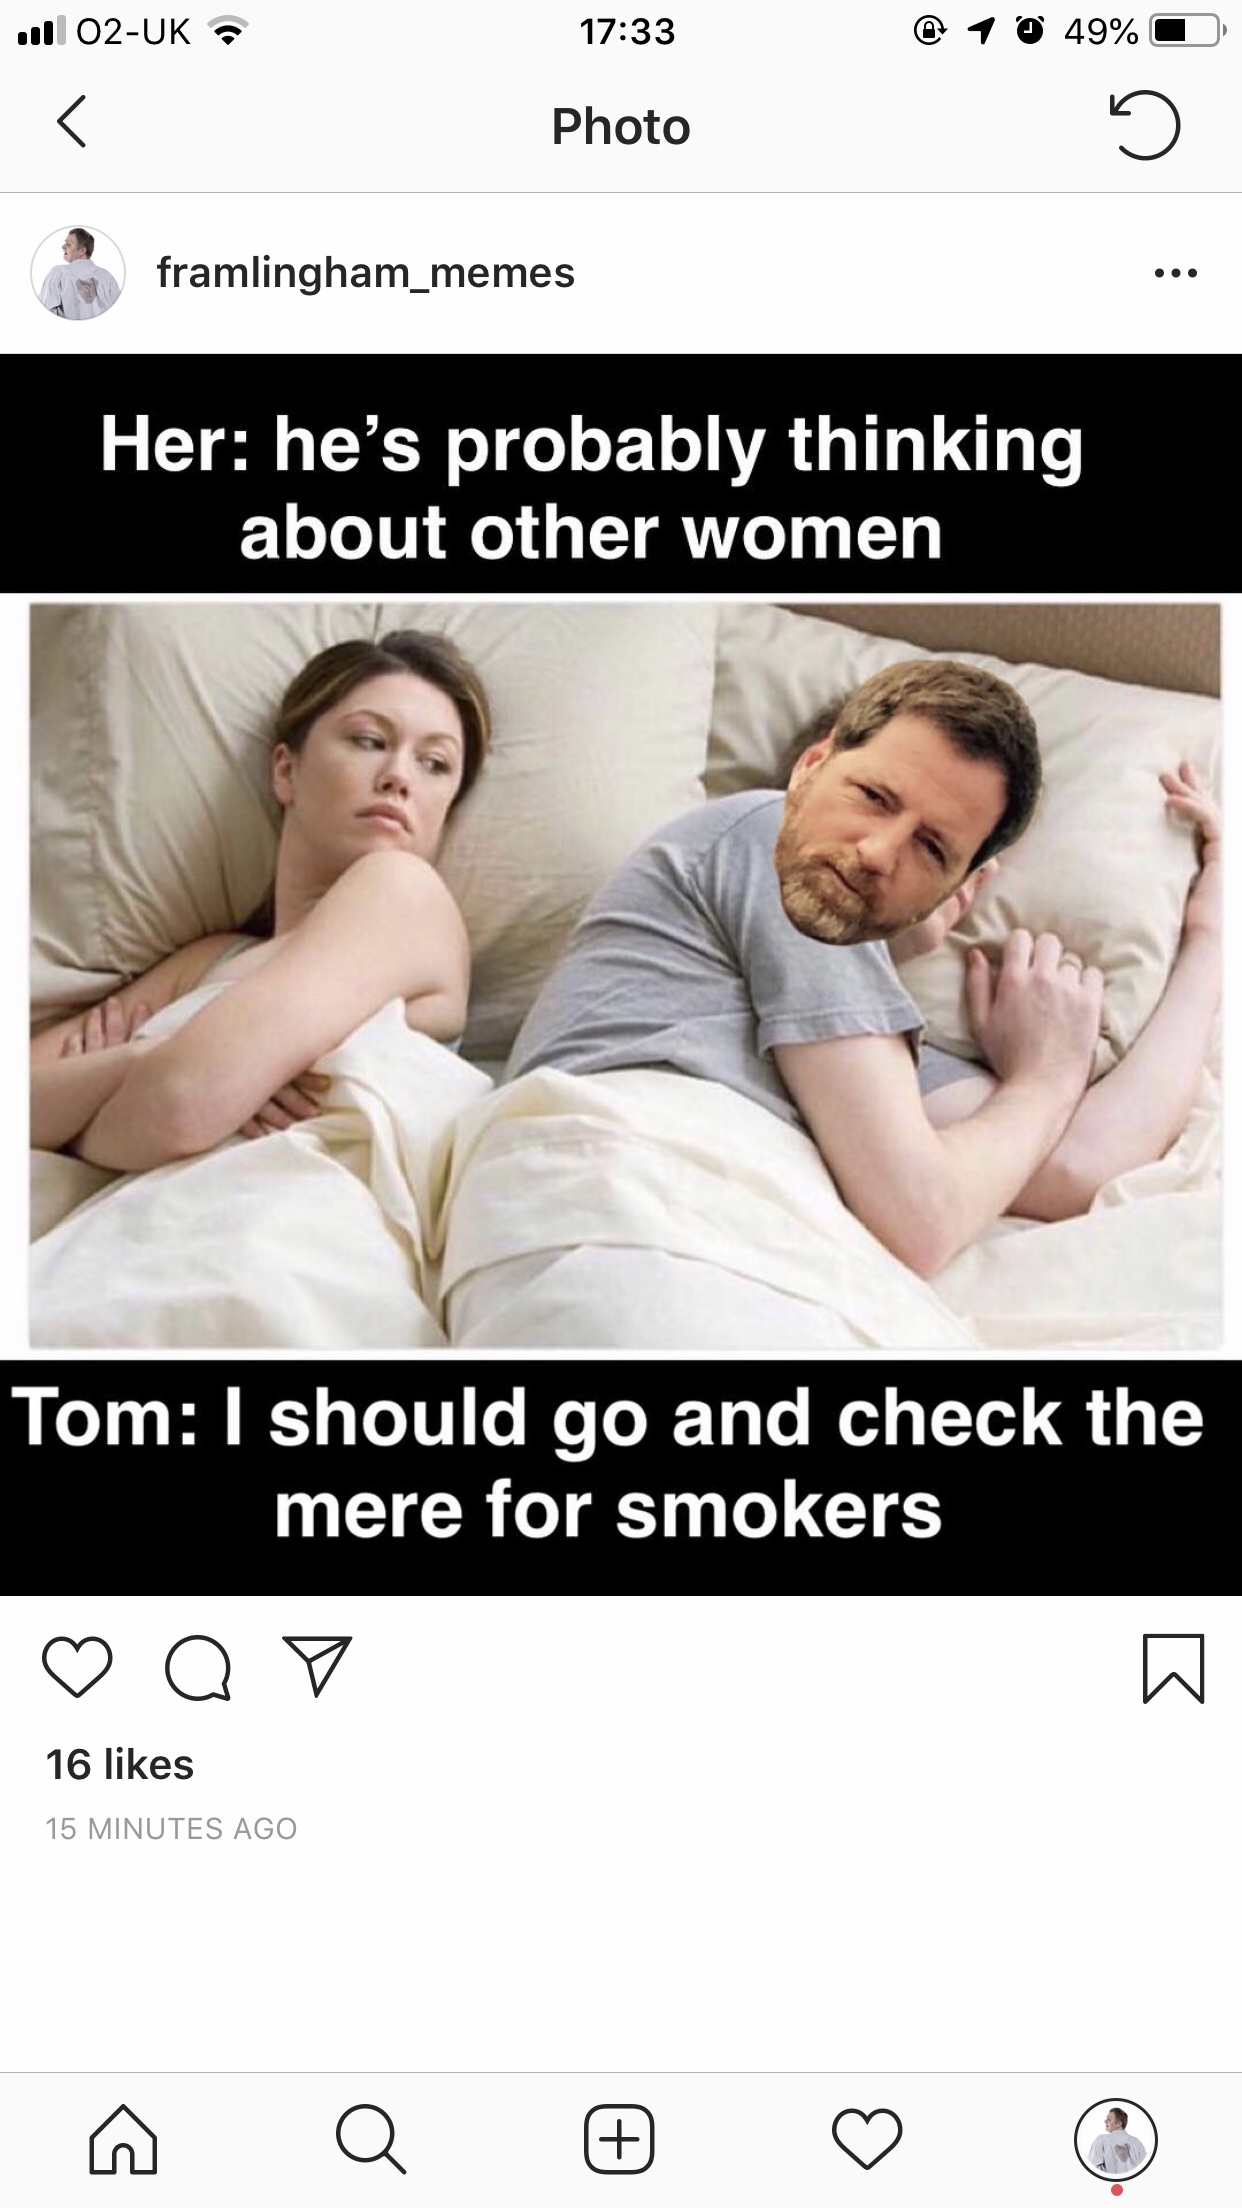 O2-UK 17:33 49%
Photo
framlingham_memes
Her: he’s probably thinking
about other women
Tom: I should go and check the
mere for smokers
16 likes
15 MINUTES AGO